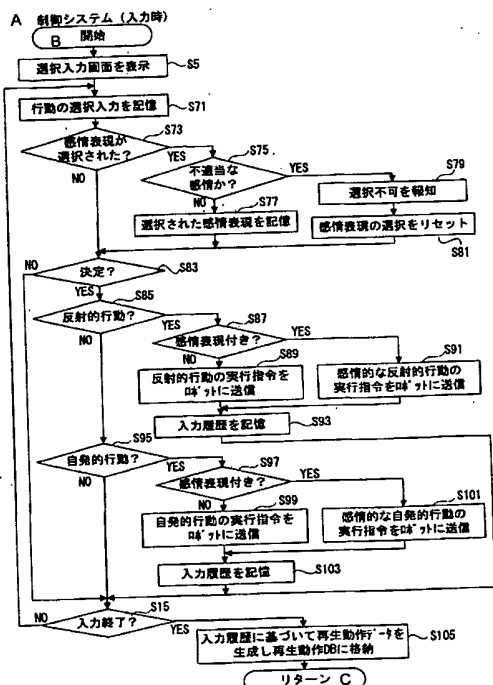 A 制御システム (入力時)
B 開始
選択入力画面を表示
S5
行動の選択入力を記憶
S71
感情表現が
選択された?
S73
YES
NO
不適当な
感情か?
S75
YES
NO
選択不可を報知
S79
S77
選択された感情表現を記憶
感情表現の選択をリセット
S81
NO
決定?
S83
YES
反射的行動?
S85
YES
NO
感情表現付き?
S87
YES
NO
S89
反射的行動の実行指令を
ロボットに送信
S91
感情的な反射的行動の
実行指令をロボットに送信
入力履歴を記憶
S93
S95
自発的行動?
YES
NO
S97
感情表現付き?
YES
NO
S99
自発的行動の実行指令を
ロボットに送信
S101
感情的な自発的行動の
実行指令をロボットに送信
入力履歴を記憶
S103
NO
S15
入力終了?
YES
入力履歴に基づいて再生動作データを
生成し再生動作DBに格納
S105
リターン C